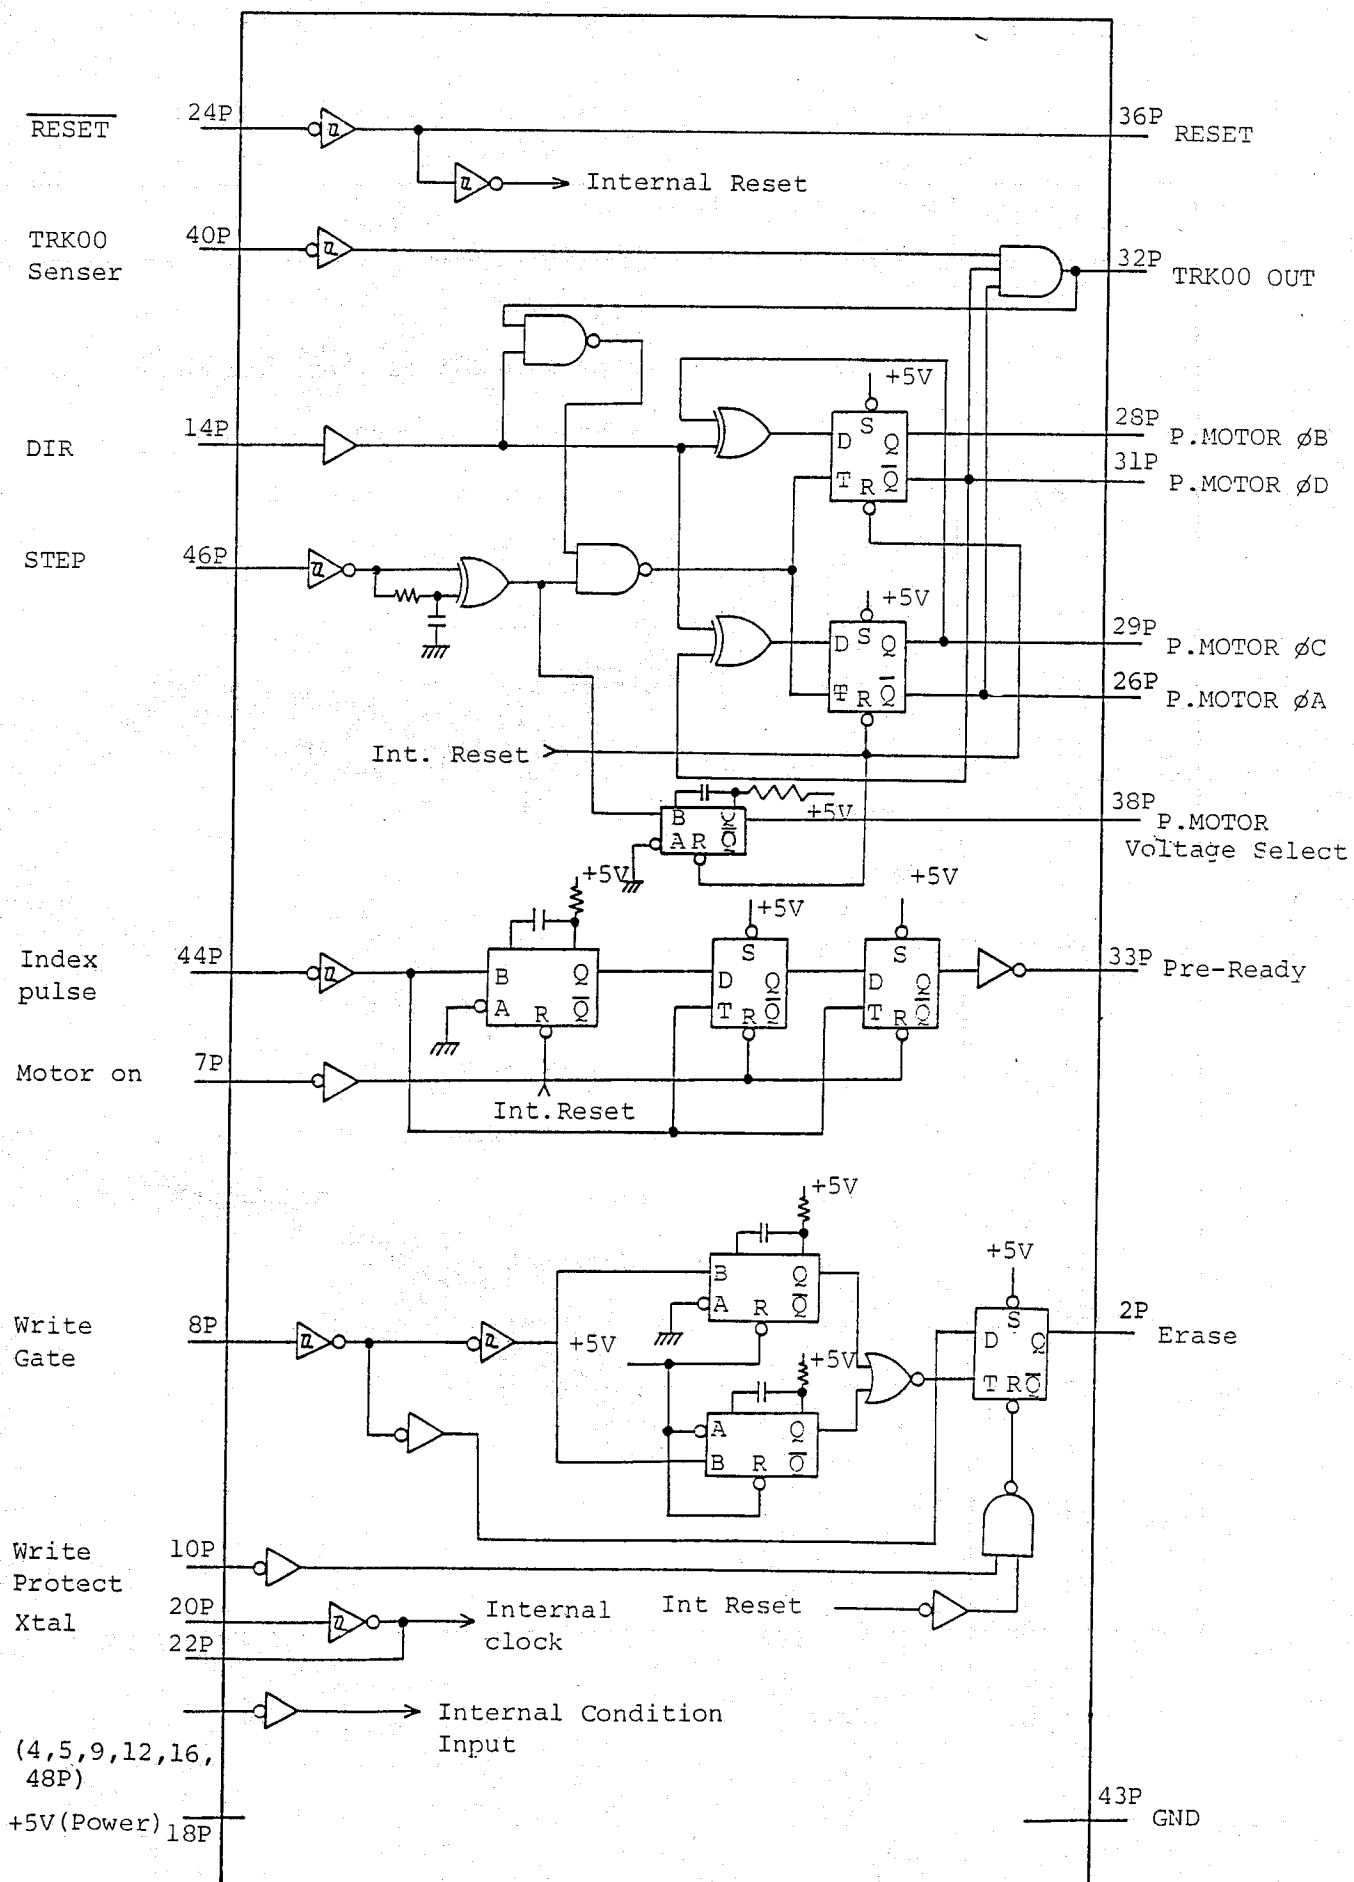 RESET 24P 36P RESET
Internal Reset
TRK00 40P 32P TRK00 OUT
Senser
+5V
DIR 14P D S Q 28P P.MOTOR ØB
T R Q̅ 31P P.MOTOR ØD
STEP 46P
+5V
D S Q 29P P.MOTOR ØC
T R Q̅ 26P P.MOTOR ØA
Int. Reset
+5V
B Q 38P P.MOTOR
A R Q̅ Voltage Select
+5V +5V +5V
Index 44P B Q S S 33P Pre-Ready
pulse A R Q̅ D Q D Q
T R Q̅ T R Q̅
Motor on 7P
Int.Reset
+5V
B Q +5V
A R Q̅
Write 8P +5V S 2P Erase
Gate D Q
+5V
A Q T R Q̅
B R Q̅
Write 10P
Protect
Int Reset
Xtal 20P Internal
22P clock
Internal Condition
Input
(4,5,9,12,16,
48P)
+5V(Power) 18P 43P GND